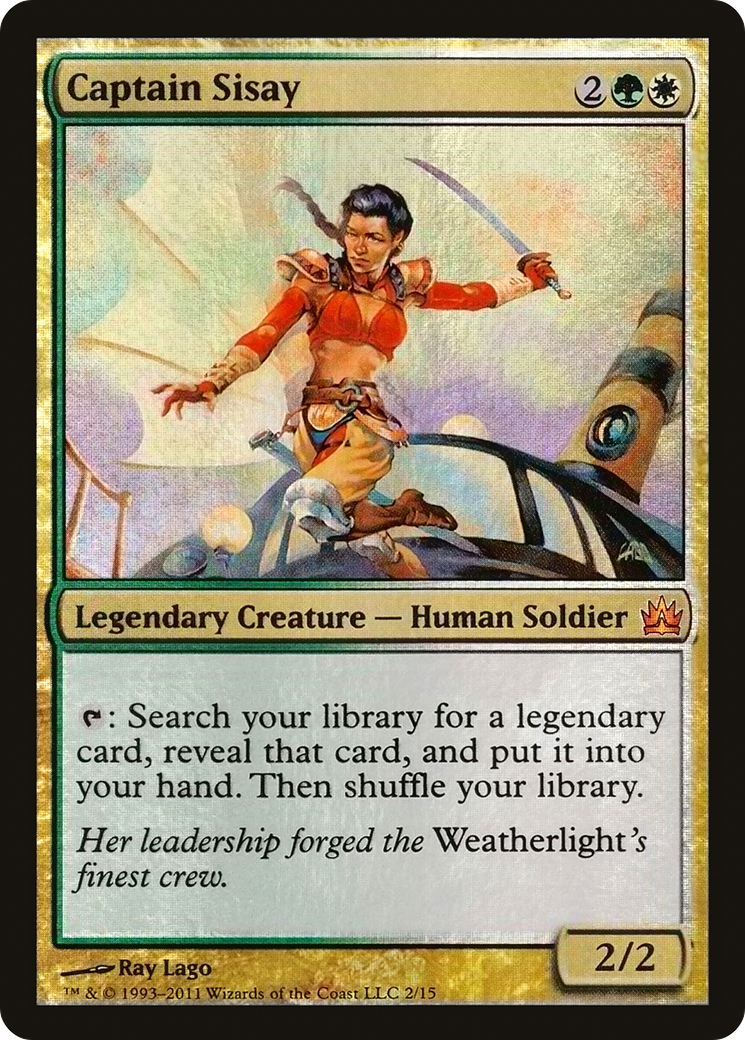 Captain Sisay 2
Legendary Creature — Human Soldier
: Search your library for a legendary
card, reveal that card, and put it into
your hand. Then shuffle your library.
Her leadership forged the Weatherlight's
finest crew.
2/2
Ray Lago
™ & © 1993–2011 Wizards of the Coast LLC 2/15